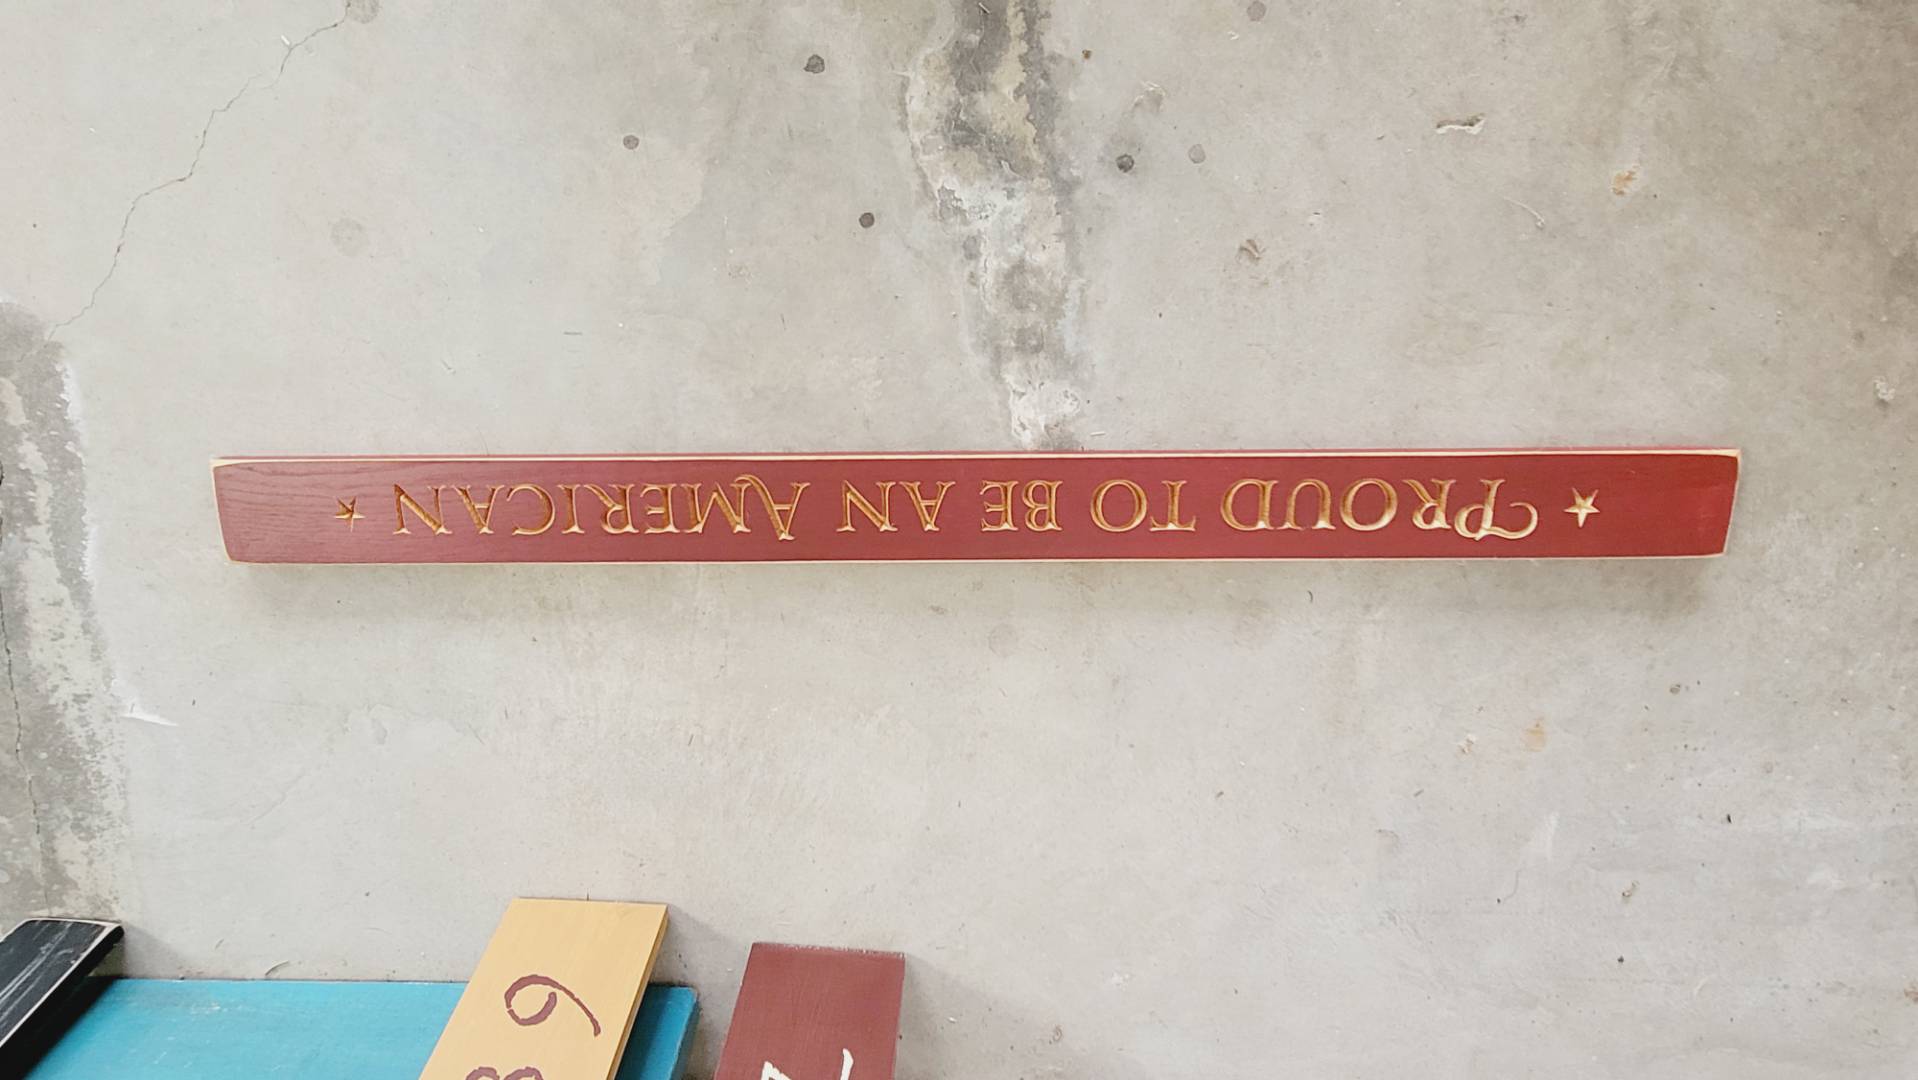 PROUD TO BE AN AMERICAN